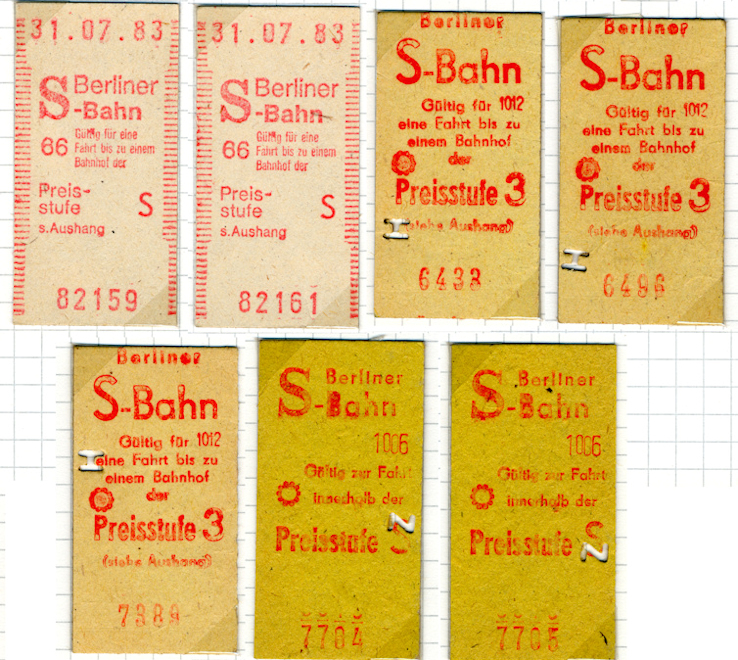 31.07.83
S Berliner
-Bahn
66 Gültig für eine
Fahrt bis zu einem
Bahnhof der
Preis-
stufe S
s.Aushang
82159
31.07.83
S Berliner
-Bahn
66 Gültig für eine
Fahrt bis zu einem
Bahnhof der
Preis-
stufe S
s.Aushang
82161
Berliner
S-Bahn
Gültig für 1012
eine Fahrt bis zu
einem Bahnhof
der
Preisstufe 3
(siehe Aushang)
6438
Berliner
S-Bahn
Gültig für 1012
eine Fahrt bis zu
einem Bahnhof
der
Preisstufe 3
(siehe Aushang)
6496
Berliner
S-Bahn
Gültig für 1012
eine Fahrt bis zu
einem Bahnhof
der
Preisstufe 3
(siehe Aushang)
7389
S Berliner
-Bahn
1006
Gültig zur Fahrt
innerhalb der
Preisstufe S
7704
S Berliner
-Bahn
1006
Gültig zur Fahrt
innerhalb der
Preisstufe S
7705